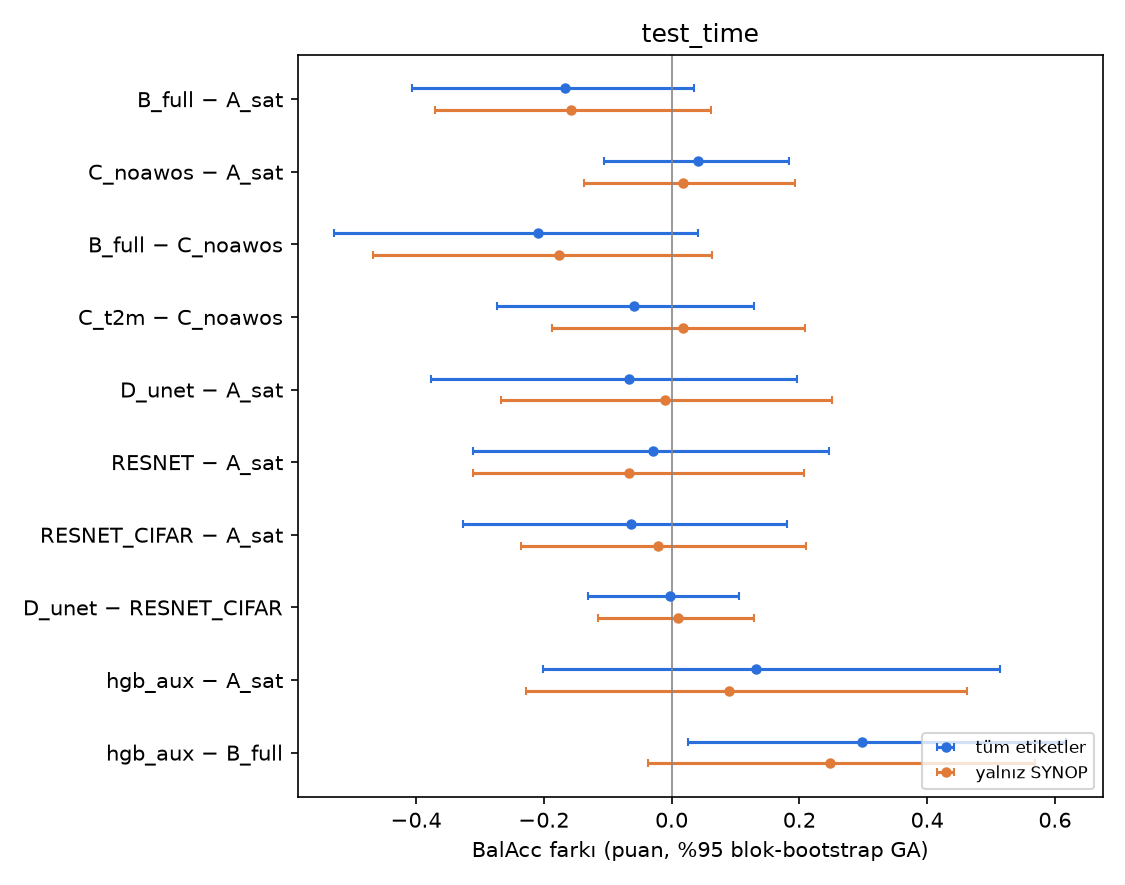 test_time
B_full − A_sat
C_noawos − A_sat
B_full − C_noawos
C_t2m − C_noawos
D_unet − A_sat
RESNET − A_sat
RESNET_CIFAR − A_sat
D_unet − RESNET_CIFAR
hgb_aux − A_sat
hgb_aux − B_full
tüm etiketler
yalnız SYNOP
−0.4 −0.2 0.0 0.2 0.4 0.6
BalAcc farkı (puan, %95 blok-bootstrap GA)